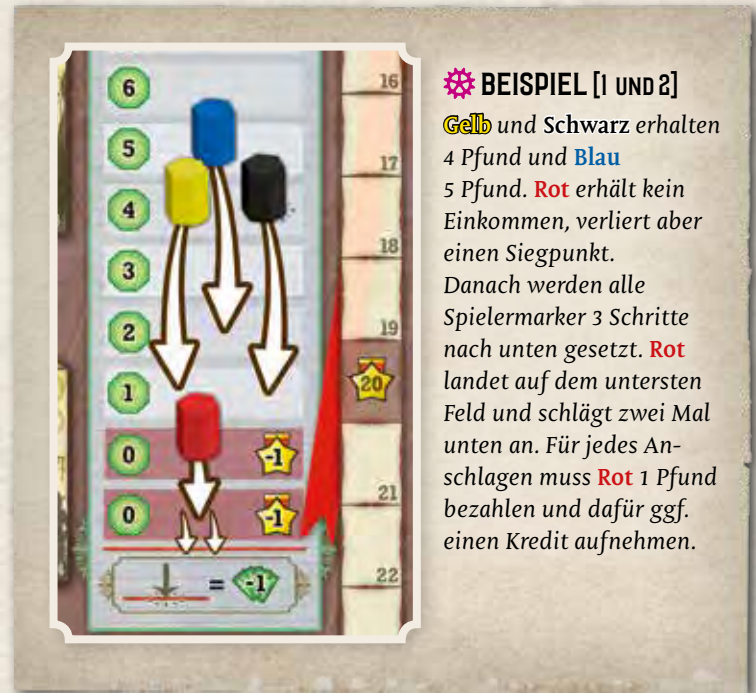 6
5
4
3
2
1
0 -1
0 -1
= -1
16
17
18
19
20
21
22
BEISPIEL [1 UND 2]
Gelb und Schwarz erhalten
4 Pfund und Blau
5 Pfund. Rot erhält kein
Einkommen, verliert aber
einen Siegpunkt.
Danach werden alle
Spielermarker 3 Schritte
nach unten gesetzt. Rot
landet auf dem untersten
Feld und schlägt zwei Mal
unten an. Für jedes An-
schlagen muss Rot 1 Pfund
bezahlen und dafür ggf.
einen Kredit aufnehmen.